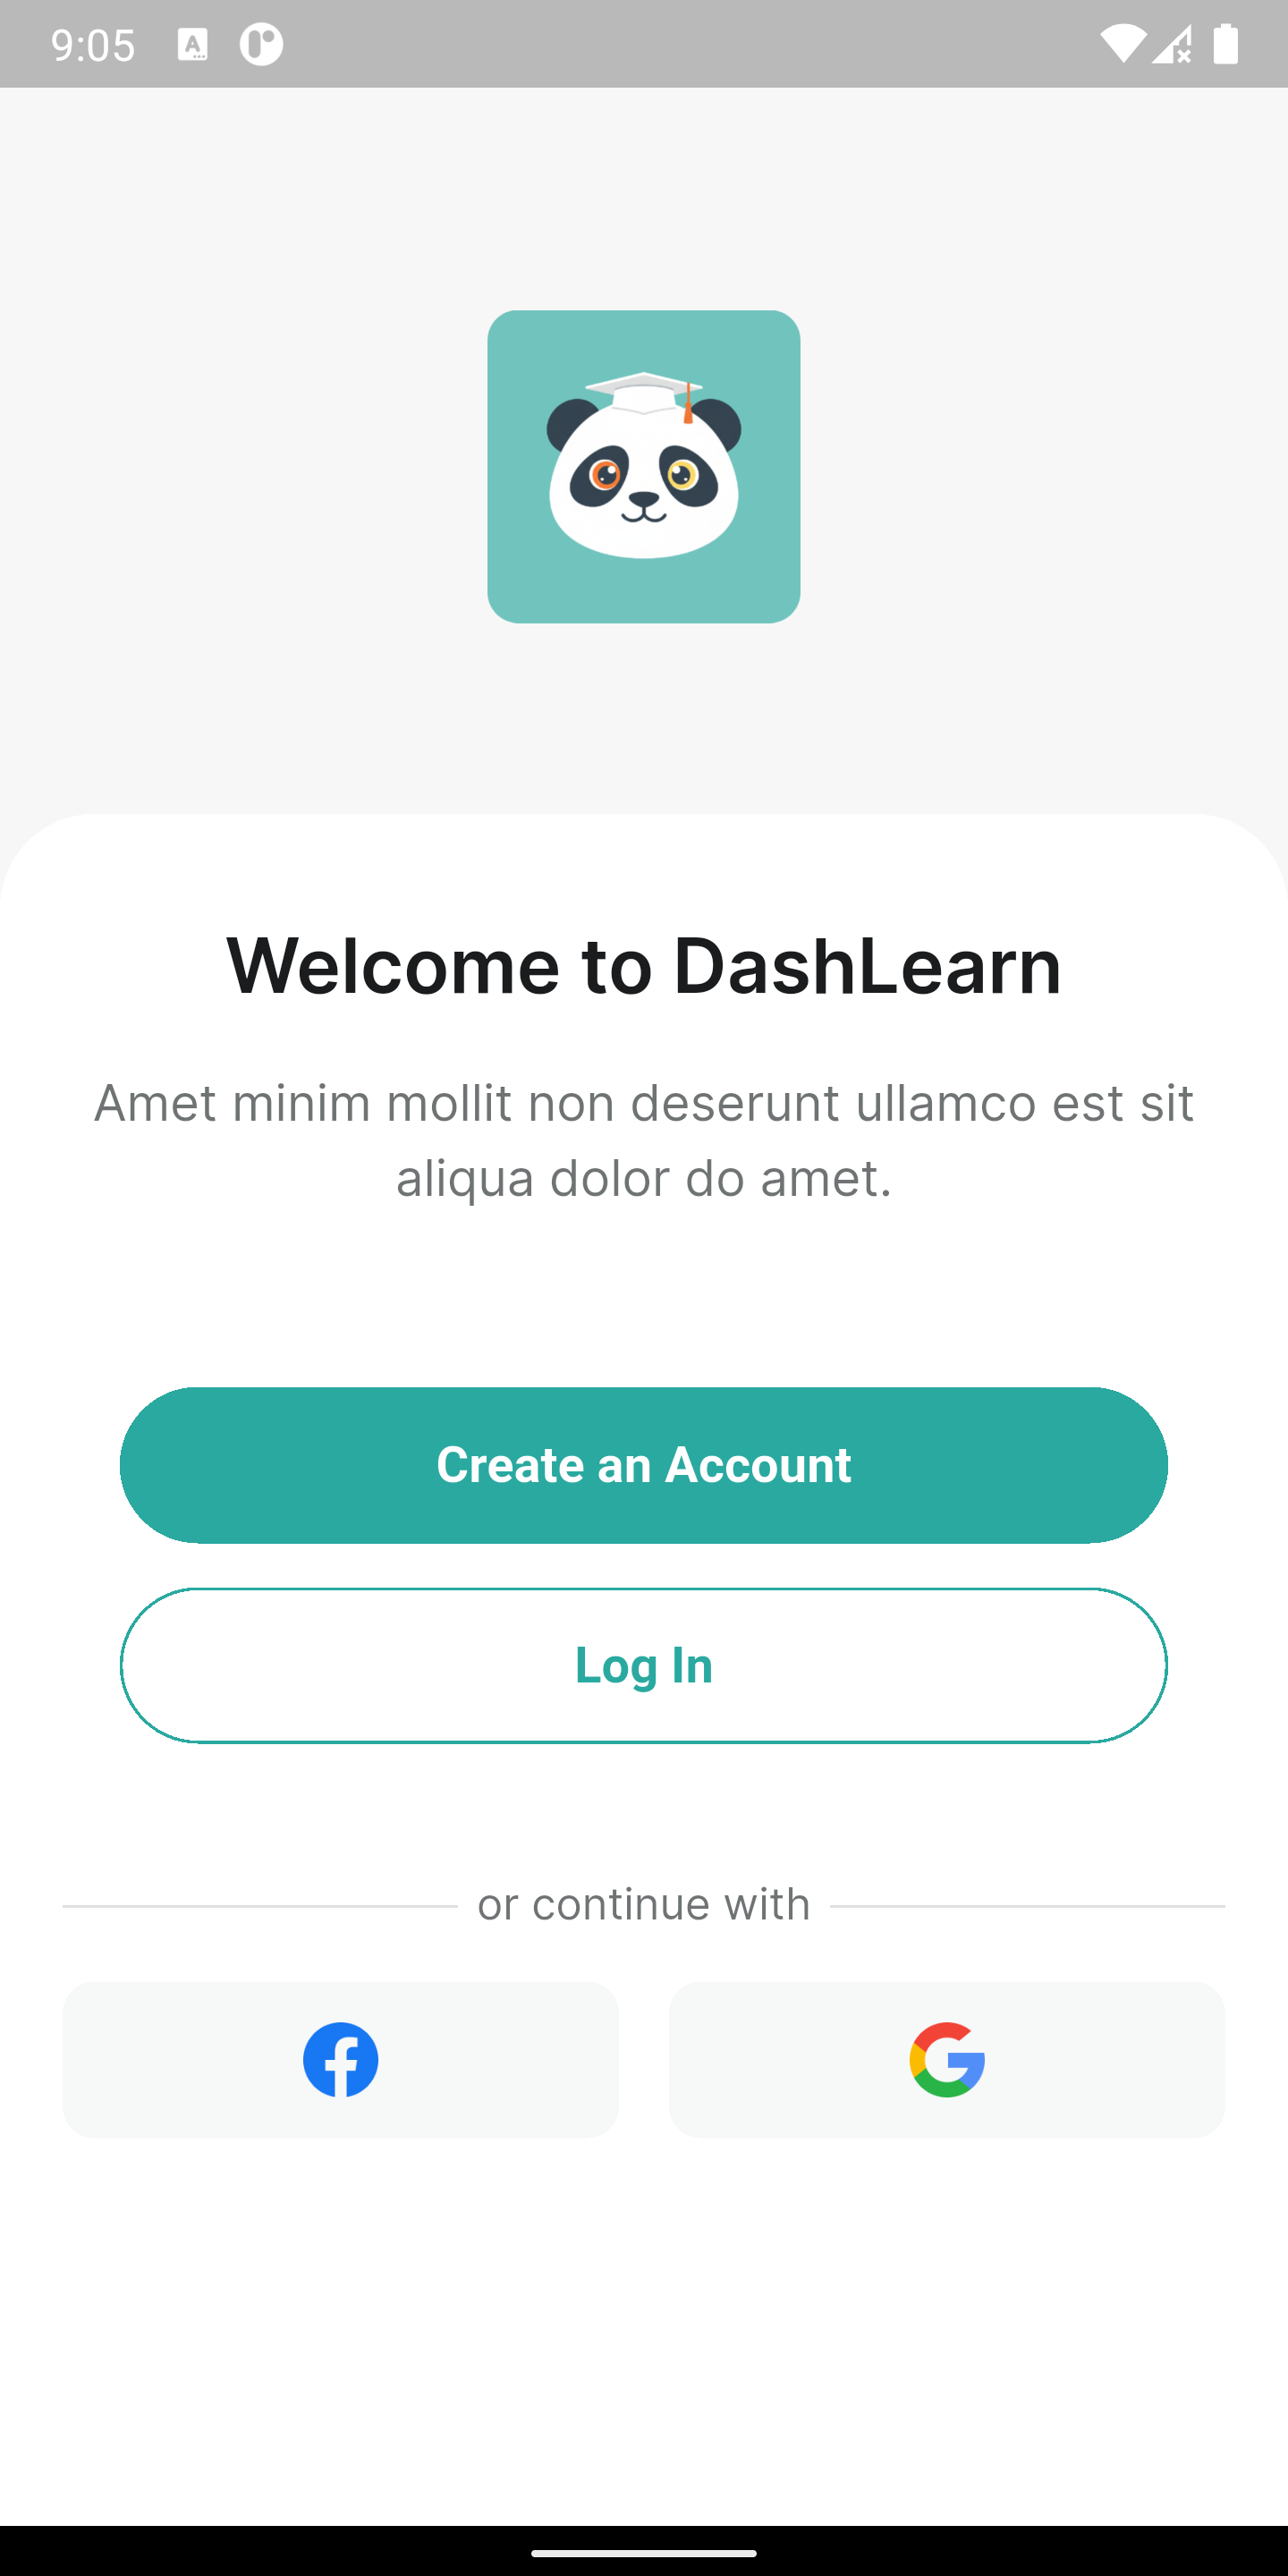 9:05
Welcome to DashLearn
Amet minim mollit non deserunt ullamco est sit
aliqua dolor do amet.
Create an Account
Log In
or continue with